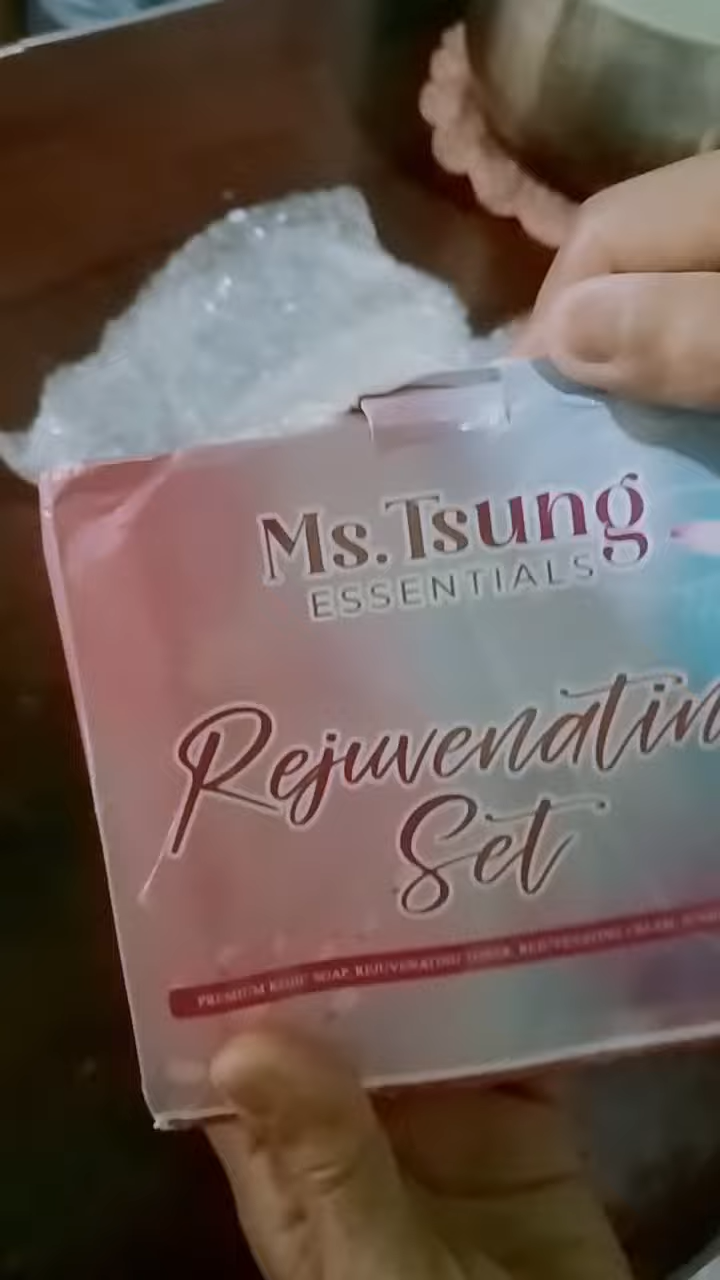 Ms.Tsung
ESSENTIALS
Rejuvenatin
Set
PREMIUM KOJIC SOAP, REJUVENATING TONER, REJUVENATING CREAM,